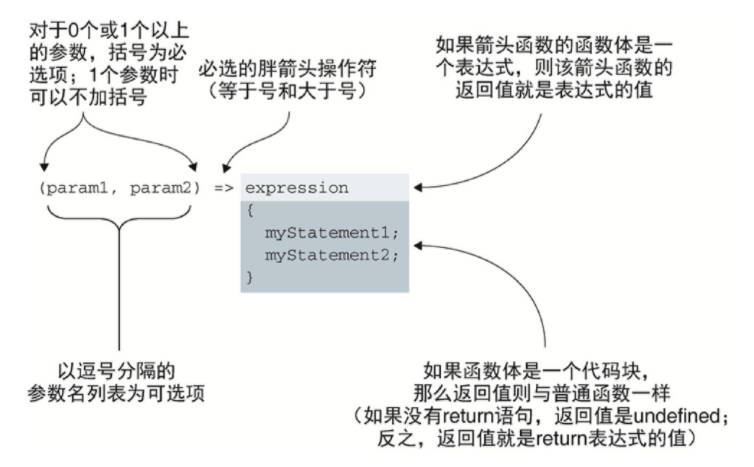 对于0个或1个以上
的参数，括号为必
选项；1个参数时
可以不加括号
必选的胖箭头操作符
（等于号和大于号）
如果箭头函数的函数体是一
个表达式，则该箭头函数的
返回值就是表达式的值
(param1, param2) => expression
{
myStatement1;
myStatement2;
}
以逗号分隔的
参数名列表为可选项
如果函数体是一个代码块，
那么返回值则与普通函数一样
（如果没有return语句，返回值是undefined；
反之，返回值就是return表达式的值）